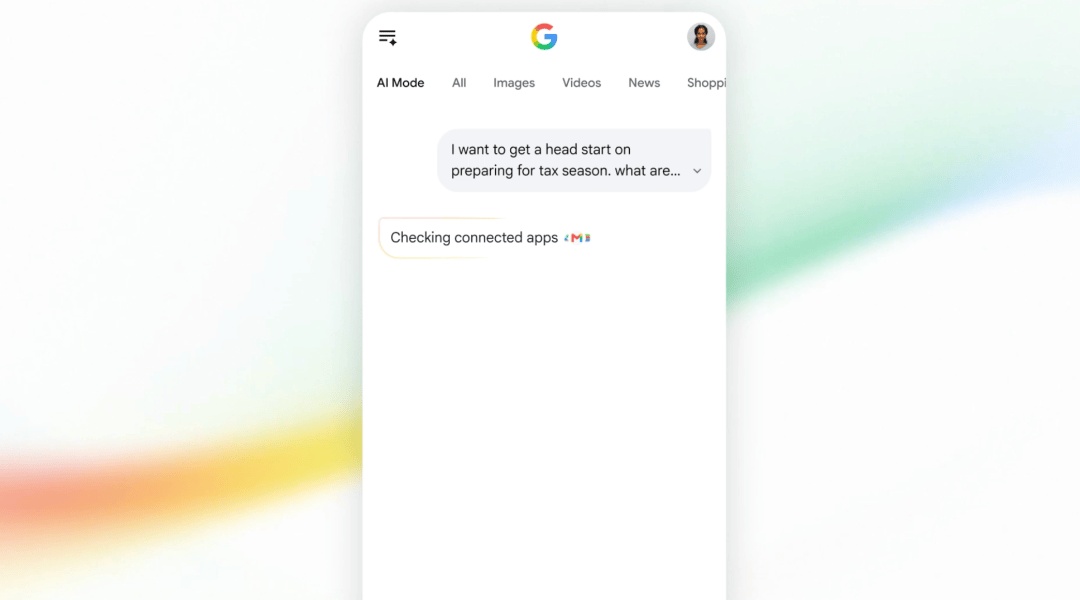 AI Mode All Images Videos News Shoppi
I want to get a head start on
preparing for tax season. what are...
Checking connected apps